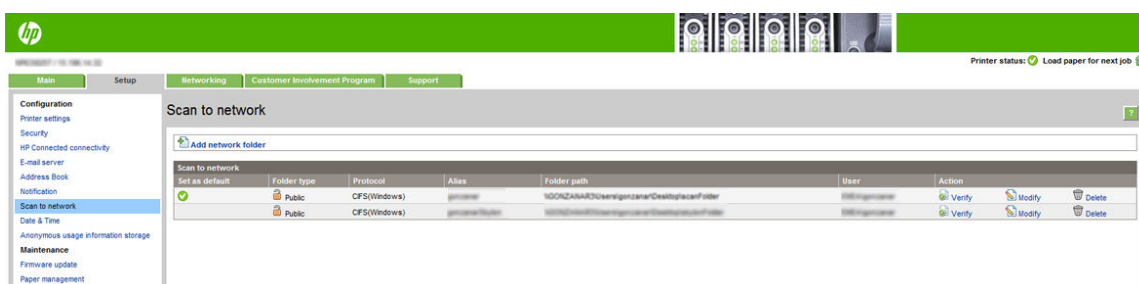 hp
Printer status: Load paper for next job
Main Setup Networking Customer Involvement Program Support
Configuration
Printer settings
Security
HP Connected connectivity
E-mail server
Address Book
Notification
Scan to network
Date & Time
Anonymous usage information storage
Maintenance
Firmware update
Paper management
Scan to network
?
Add network folder
Scan to network
Set as default Folder type Protocol Alias Folder path User Action
Public CIFS(Windows) Verify Modify Delete
Public CIFS(Windows) Verify Modify Delete